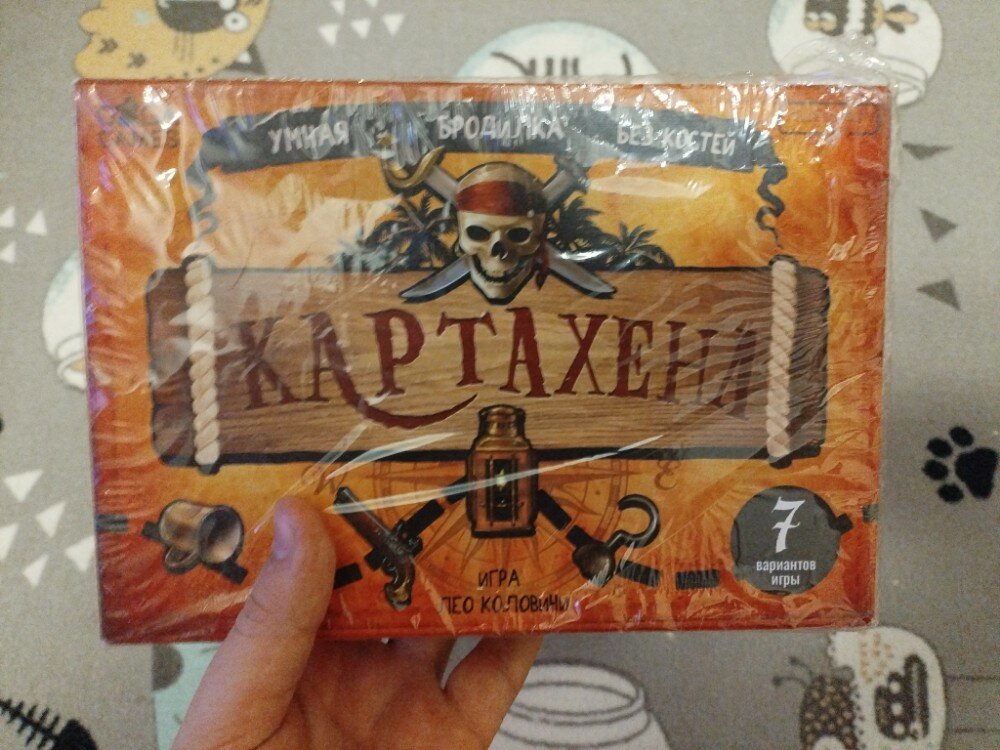 УМНАЯ БРОДИЛКА БЕЗ КОСТЕЙ
КАРТАХЕНА
7
вариантов
игры
ИГРА
ЛЕО КОЛОВИНИ